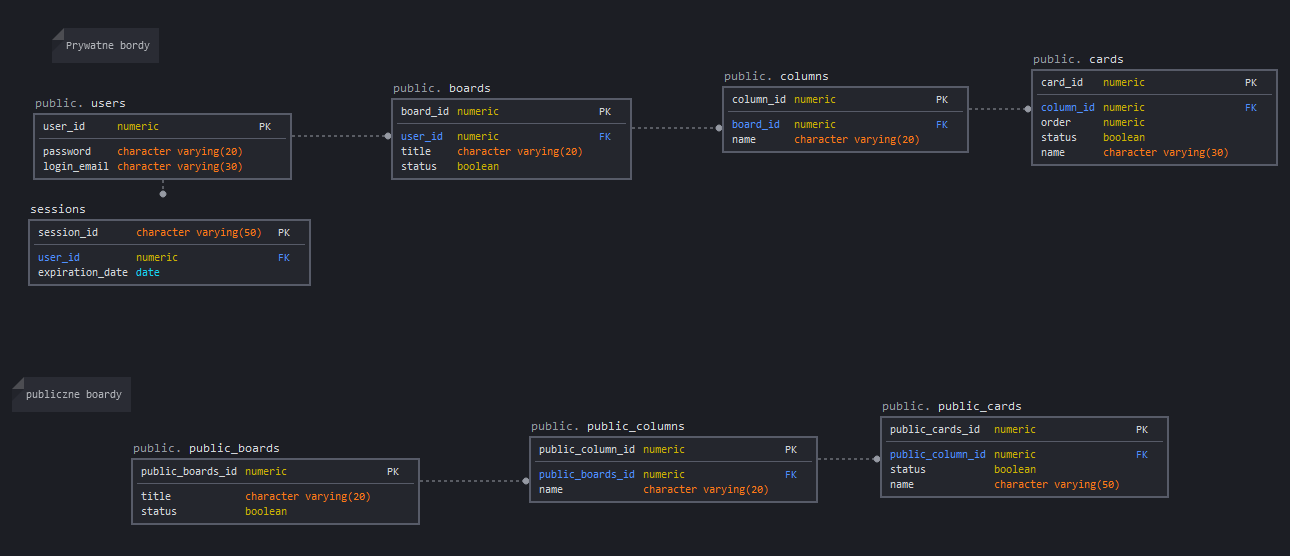 Prywatne bordy
public. users
user_id numeric PK
password character varying(20)
login_email character varying(30)
public. boards
board_id numeric PK
user_id numeric FK
title character varying(20)
status boolean
public. columns
column_id numeric PK
board_id numeric FK
name character varying(20)
public. cards
card_id numeric PK
column_id numeric FK
order numeric
status boolean
name character varying(30)
sessions
session_id character varying(50) PK
user_id numeric FK
expiration_date date
publiczne boardy
public. public_boards
public_boards_id numeric PK
title character varying(20)
status boolean
public. public_columns
public_column_id numeric PK
public_boards_id numeric FK
name character varying(20)
public. public_cards
public_cards_id numeric PK
public_column_id numeric FK
status boolean
name character varying(50)